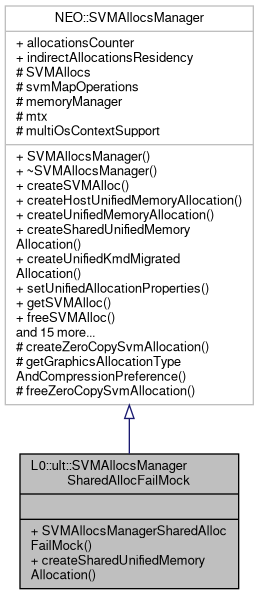 NEO::SVMAllocsManager
+ allocationsCounter
+ indirectAllocationsResidency
# SVMAllocs
# svmMapOperations
# memoryManager
# mtx
# multiOsContextSupport
+ SVMAllocsManager()
+ ~SVMAllocsManager()
+ createSVMAlloc()
+ createHostUnifiedMemoryAllocation()
+ createUnifiedMemoryAllocation()
+ createSharedUnifiedMemory
Allocation()
+ createUnifiedKmdMigrated
Allocation()
+ setUnifiedAllocationProperties()
+ getSVMAlloc()
+ freeSVMAlloc()
and 15 more...
# createZeroCopySvmAllocation()
# getGraphicsAllocationType
AndCompressionPreference()
# freeZeroCopySvmAllocation()
L0::ult::SVMAllocsManager
SharedAllocFailMock
+ SVMAllocsManagerSharedAlloc
FailMock()
+ createSharedUnifiedMemory
Allocation()